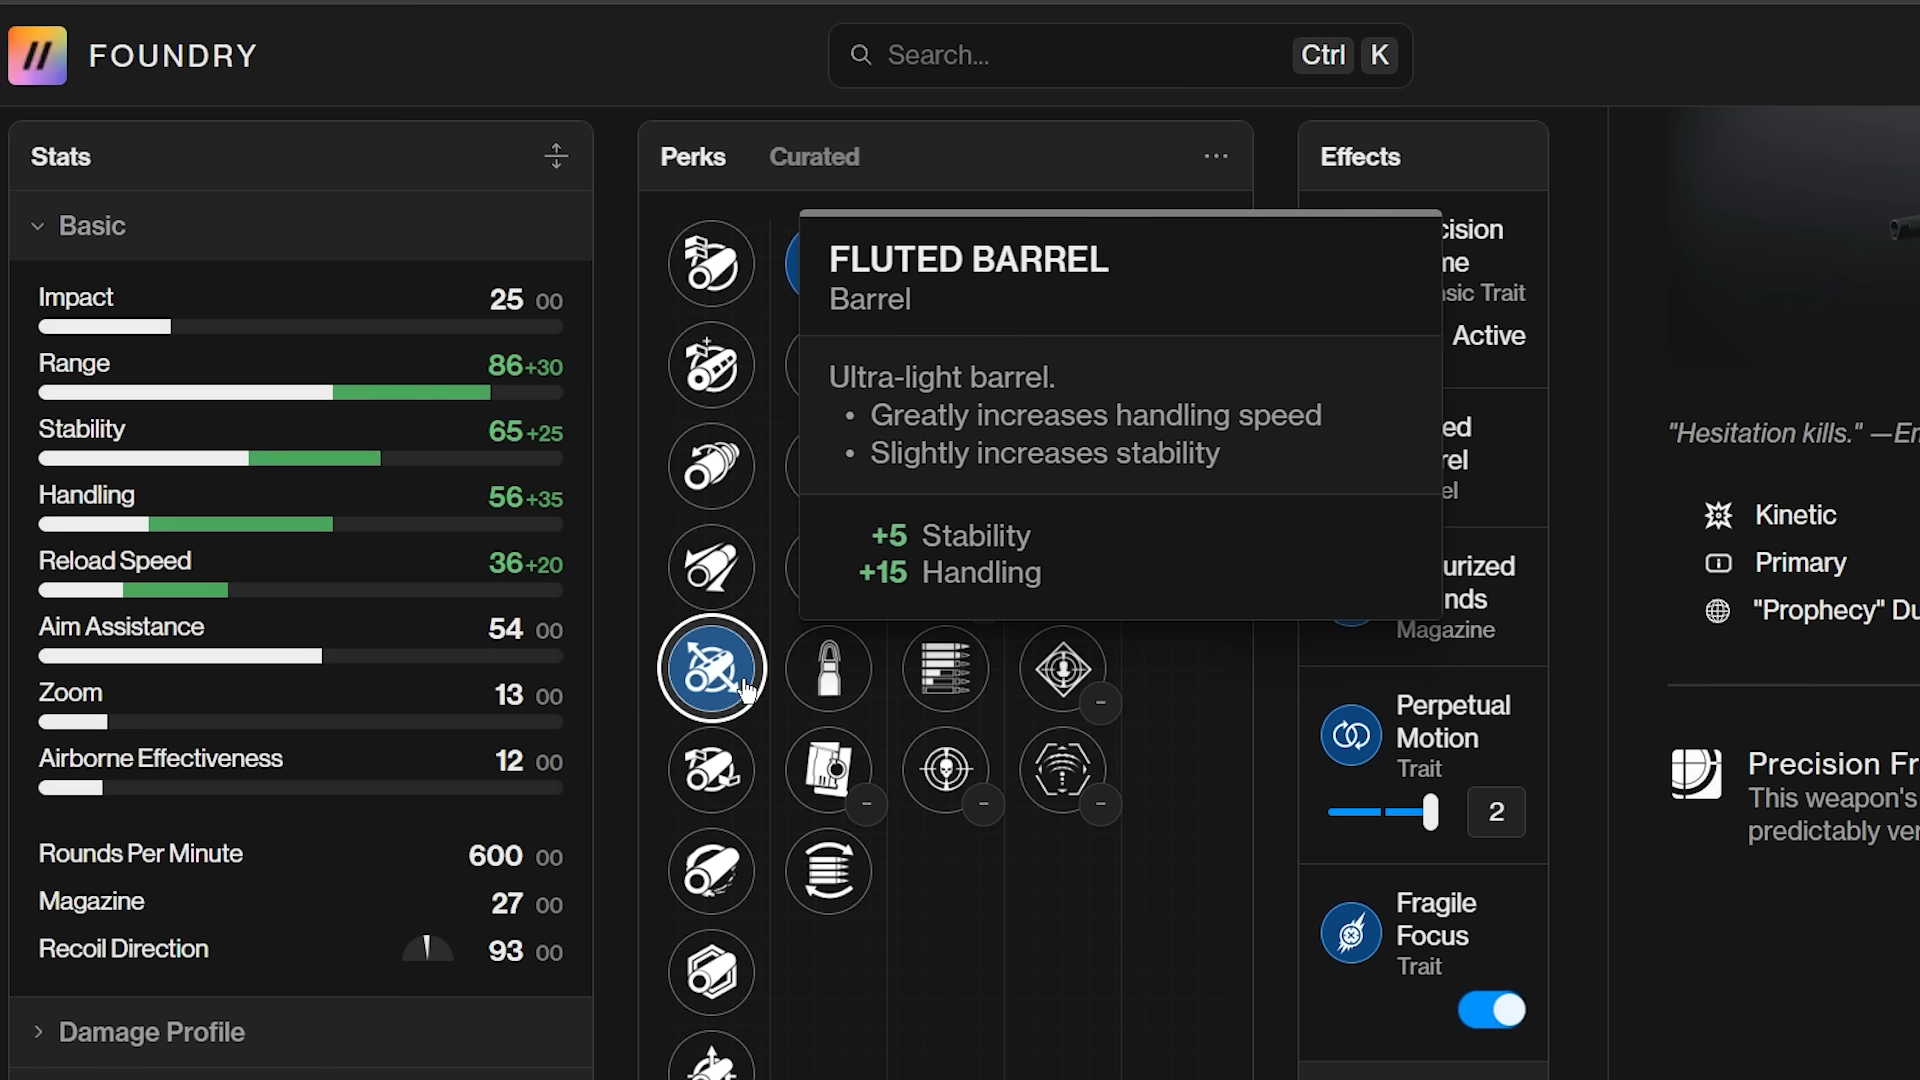 FOUNDRY
Search...
Ctrl K
Stats
Basic
Impact 25 00
Range 86+30
Stability 65+25
Handling 56+35
Reload Speed 36+20
Aim Assistance 54 00
Zoom 13 00
Airborne Effectiveness 12 00
Rounds Per Minute 600 00
Magazine 27 00
Recoil Direction 93 00
Damage Profile
Perks Curated
FLUTED BARREL
Barrel
Ultra-light barrel.
• Greatly increases handling speed
• Slightly increases stability
+5 Stability
+15 Handling
Effects
Active
Magazine
Perpetual
Motion
Trait
2
Fragile
Focus
Trait
"Hesitation kills."
Kinetic
Primary
"Prophecy"
Precision
This weapon's
predictably